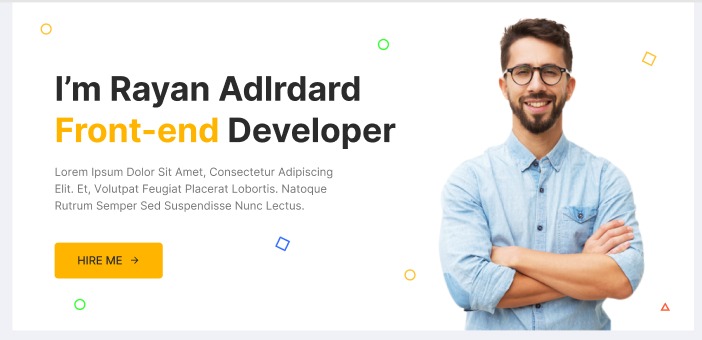 I’m Rayan Adlrdard
Front-end Developer
Lorem Ipsum Dolor Sit Amet, Consectetur Adipiscing
Elit. Et, Volutpat Feugiat Placerat Lobortis. Natoque
Rutrum Semper Sed Suspendisse Nunc Lectus.
HIRE ME →